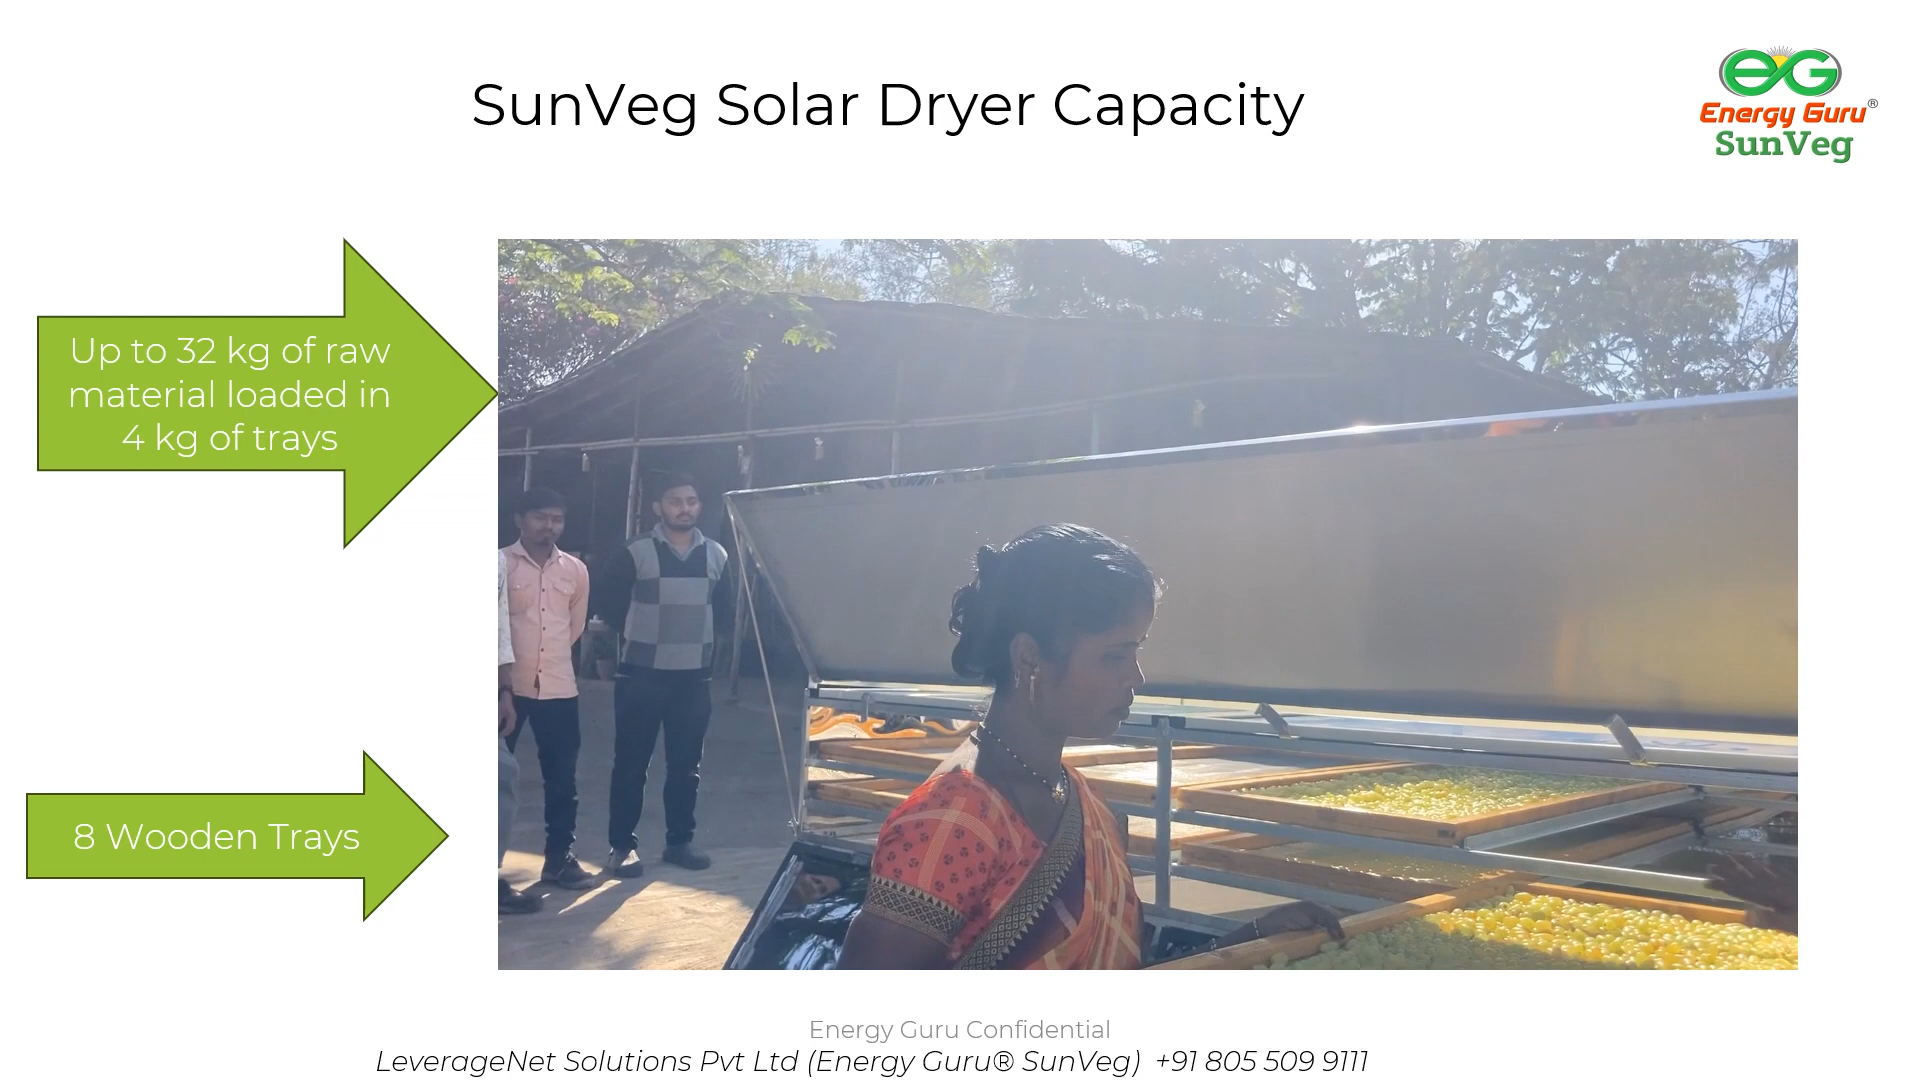 SunVeg Solar Dryer Capacity
eG
Energy Guru®
SunVeg
Up to 32 kg of raw
material loaded in
4 kg of trays
8 Wooden Trays
Energy Guru Confidential
LeverageNet Solutions Pvt Ltd (Energy Guru® SunVeg) +91 805 509 9111